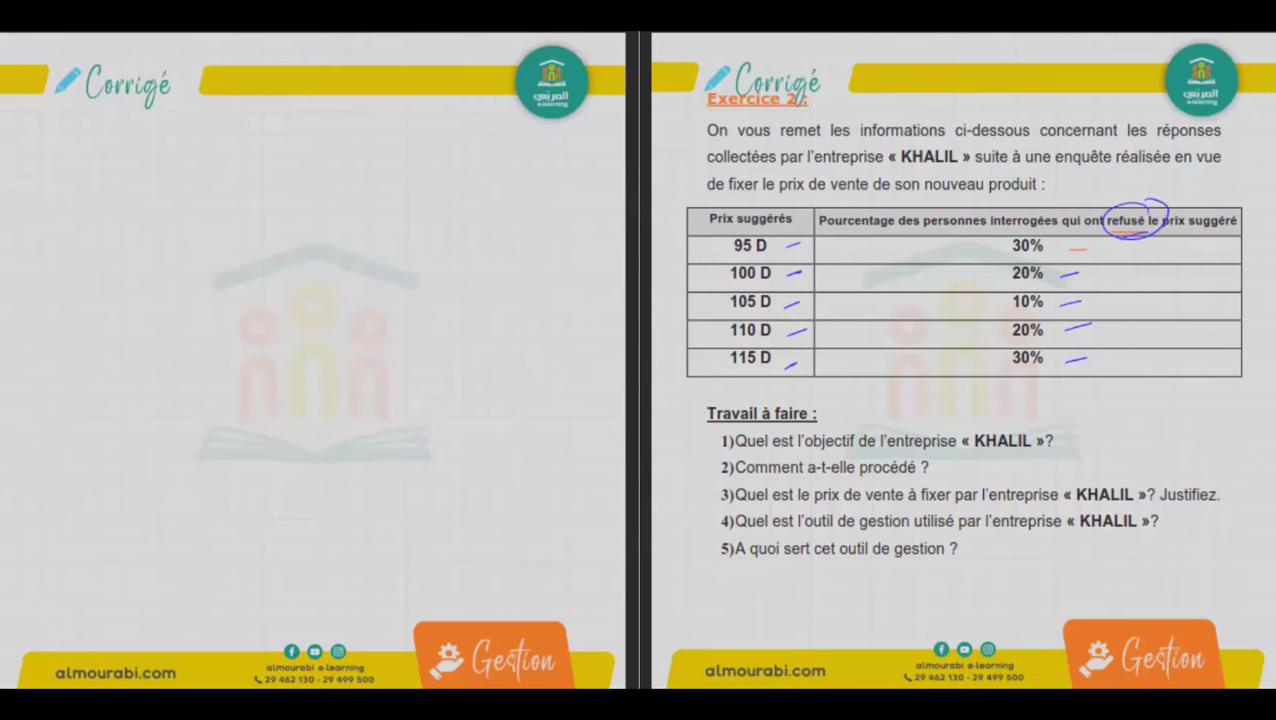 Corrigé
المربّي
e-learning
almourabi.com
almourabi e-learning
29 462 130 - 29 499 500
Gestion
Corrigé
المربّي
e-learning
Exercice 2 :
On vous remet les informations ci-dessous concernant les réponses
collectées par l'entreprise « KHALIL » suite à une enquête réalisée en vue
de fixer le prix de vente de son nouveau produit :
Prix suggérés Pourcentage des personnes interrogées qui ont refusé le prix suggéré
95 D 30%
100 D 20%
105 D 10%
110 D 20%
115 D 30%
Travail à faire :
1)Quel est l'objectif de l'entreprise « KHALIL »?
2)Comment a-t-elle procédé ?
3)Quel est le prix de vente à fixer par l'entreprise « KHALIL »? Justifiez.
4)Quel est l'outil de gestion utilisé par l'entreprise « KHALIL »?
5)A quoi sert cet outil de gestion ?
almourabi.com
almourabi e-learning
29 462 130 - 29 499 500
Gestion